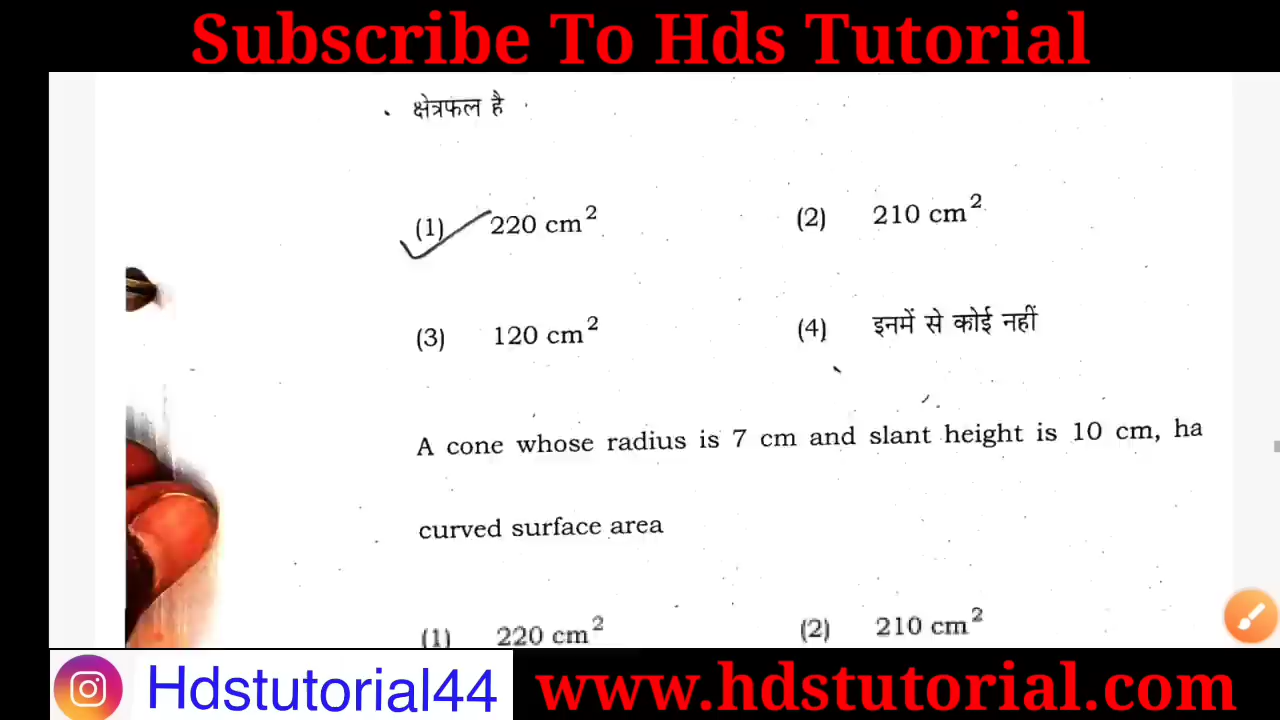 Subscribe To Hds Tutorial
क्षेत्रफल है
(1) 220 cm²
(2) 210 cm²
(3) 120 cm²
(4) इनमें से कोई नहीं
A cone whose radius is 7 cm and slant height is 10 cm, ha
curved surface area
(1) 220 cm²
(2) 210 cm²
Hdstutorial44
www.hdstutorial.com